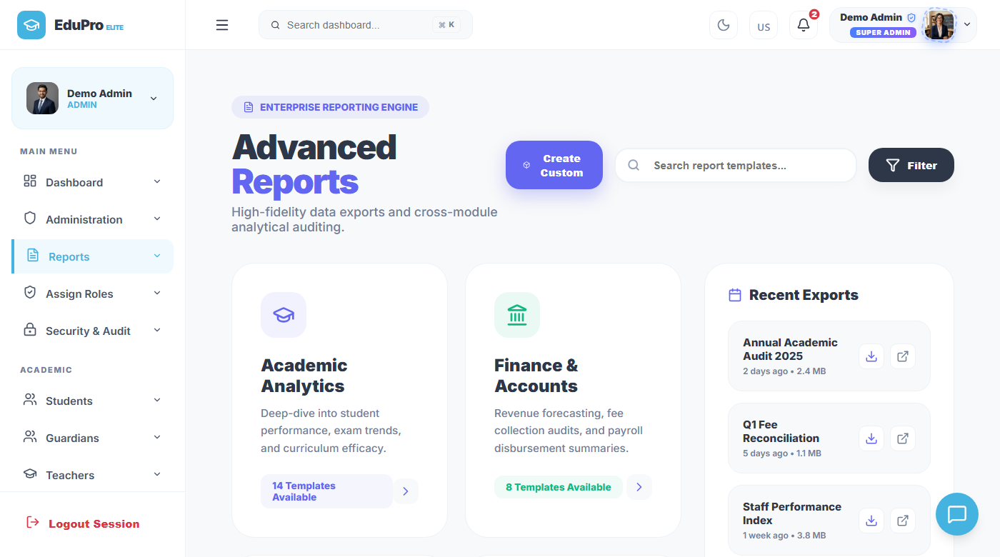 EduPro ELITE
Search dashboard...
⌘ K
US
2
Demo Admin
SUPER ADMIN
Demo Admin
ADMIN
MAIN MENU
Dashboard
Administration
Reports
Assign Roles
Security & Audit
ACADEMIC
Students
Guardians
Teachers
Logout Session
ENTERPRISE REPORTING ENGINE
Advanced
Reports
High-fidelity data exports and cross-module
analytical auditing.
Create
Custom
Search report templates...
Filter
Academic
Analytics
Deep-dive into student
performance, exam trends,
and curriculum efficacy.
14 Templates
Available
Finance &
Accounts
Revenue forecasting, fee
collection audits, and payroll
disbursement summaries.
8 Templates Available
Recent Exports
Annual Academic
Audit 2025
2 days ago • 2.4 MB
Q1 Fee
Reconciliation
5 days ago • 1.1 MB
Staff Performance
Index
1 week ago • 3.8 MB